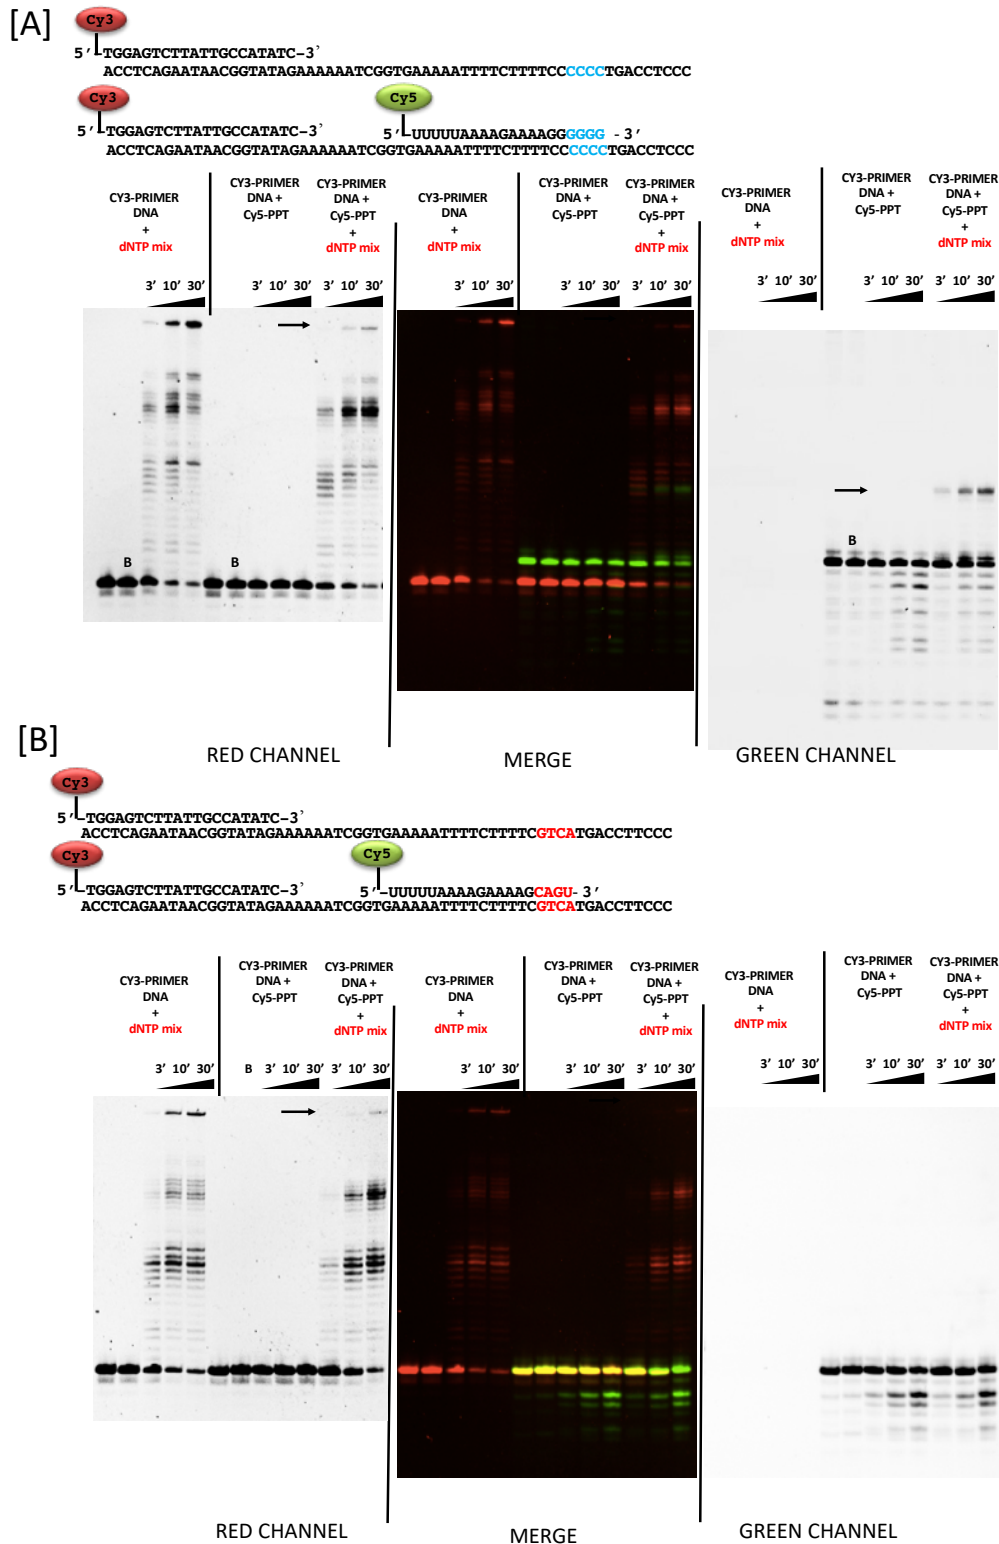 [A]
Cy3
5'-TGGAGTCTTATTGCCATATC-3'
ACCTCAGAATAACGGTATAGAAAAAATCGGTGAAAAATTTTCTTTTCCCCCCTGACCTCCC
Cy3 Cy5
5'-TGGAGTCTTATTGCCATATC-3' 5'-UUUUUAAAAGAAAAGGGGGG - 3'
ACCTCAGAATAACGGTATAGAAAAAATCGGTGAAAAATTTTCTTTTCCCCCCTGACCTCCC
CY3-PRIMER DNA + dNTP mix
CY3-PRIMER DNA + Cy5-PPT
CY3-PRIMER DNA + Cy5-PPT + dNTP mix
CY3-PRIMER DNA + dNTP mix
CY3-PRIMER DNA + Cy5-PPT
CY3-PRIMER DNA + Cy5-PPT + dNTP mix
CY3-PRIMER DNA + dNTP mix
CY3-PRIMER DNA + Cy5-PPT
CY3-PRIMER DNA + Cy5-PPT + dNTP mix
3' 10' 30' 3' 10' 30' 3' 10' 30' 3' 10' 30' 3' 10' 30' 3' 10' 30' 3' 10' 30' 3' 10' 30' 3' 10' 30'
B B B
RED CHANNEL MERGE GREEN CHANNEL
[B]
Cy3
5'-TGGAGTCTTATTGCCATATC-3'
ACCTCAGAATAACGGTATAGAAAAAATCGGTGAAAAATTTTCTTTTCGTCATGACCTTCCC
Cy3 Cy5
5'-TGGAGTCTTATTGCCATATC-3' 5'-UUUUUAAAAGAAAAGCAGU- 3'
ACCTCAGAATAACGGTATAGAAAAAATCGGTGAAAAATTTTCTTTTCGTCATGACCTTCCC
CY3-PRIMER DNA + dNTP mix
CY3-PRIMER DNA + Cy5-PPT
CY3-PRIMER DNA + Cy5-PPT + dNTP mix
CY3-PRIMER DNA + dNTP mix
CY3-PRIMER DNA + Cy5-PPT
CY3-PRIMER DNA + Cy5-PPT + dNTP mix
CY3-PRIMER DNA + dNTP mix
CY3-PRIMER DNA + Cy5-PPT
CY3-PRIMER DNA + Cy5-PPT + dNTP mix
3' 10' 30' B 3' 10' 30' 3' 10' 30' 3' 10' 30' 3' 10' 30' 3' 10' 30' 3' 10' 30' 3' 10' 30' 3' 10' 30'
RED CHANNEL MERGE GREEN CHANNEL